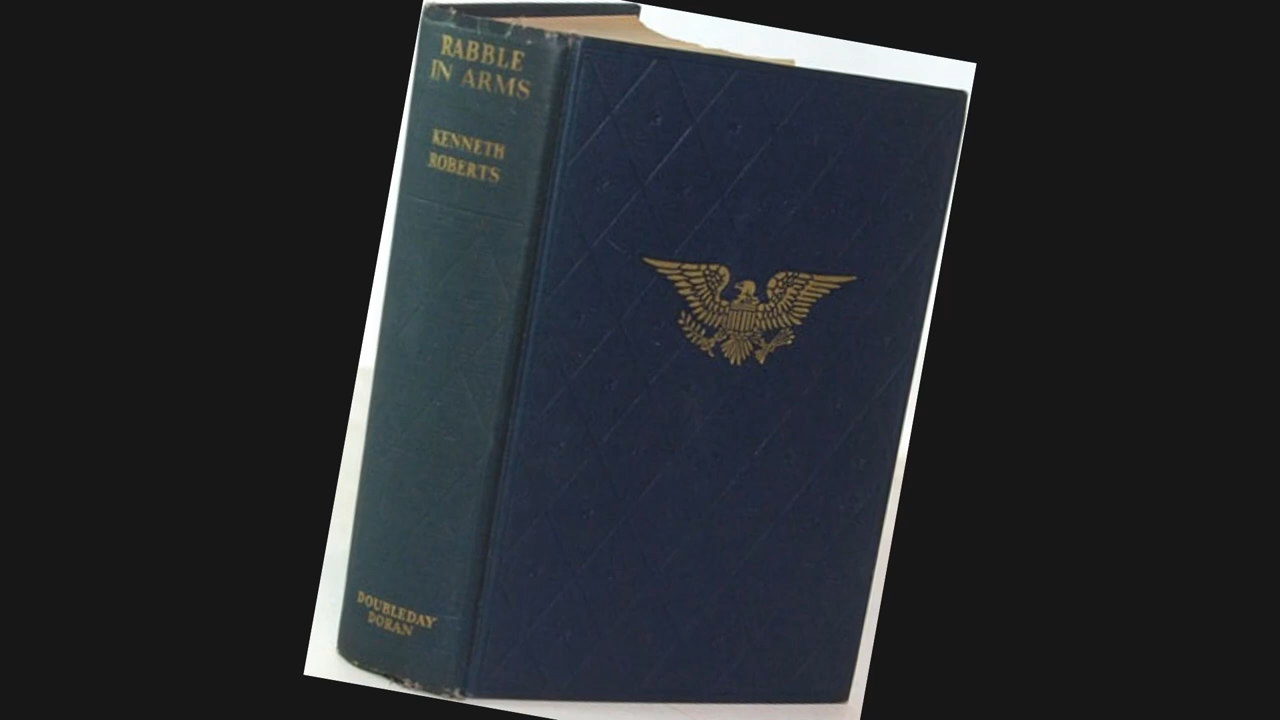 RABBLE
IN ARMS
KENNETH
ROBERTS
DOUBLEDAY
DORAN